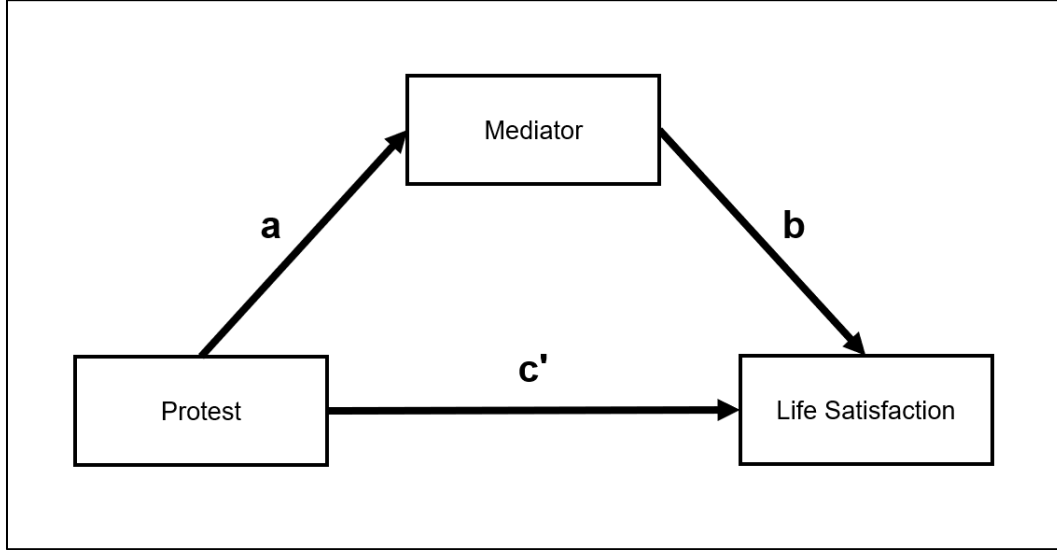 Mediator
a
b
c'
Protest
Life Satisfaction